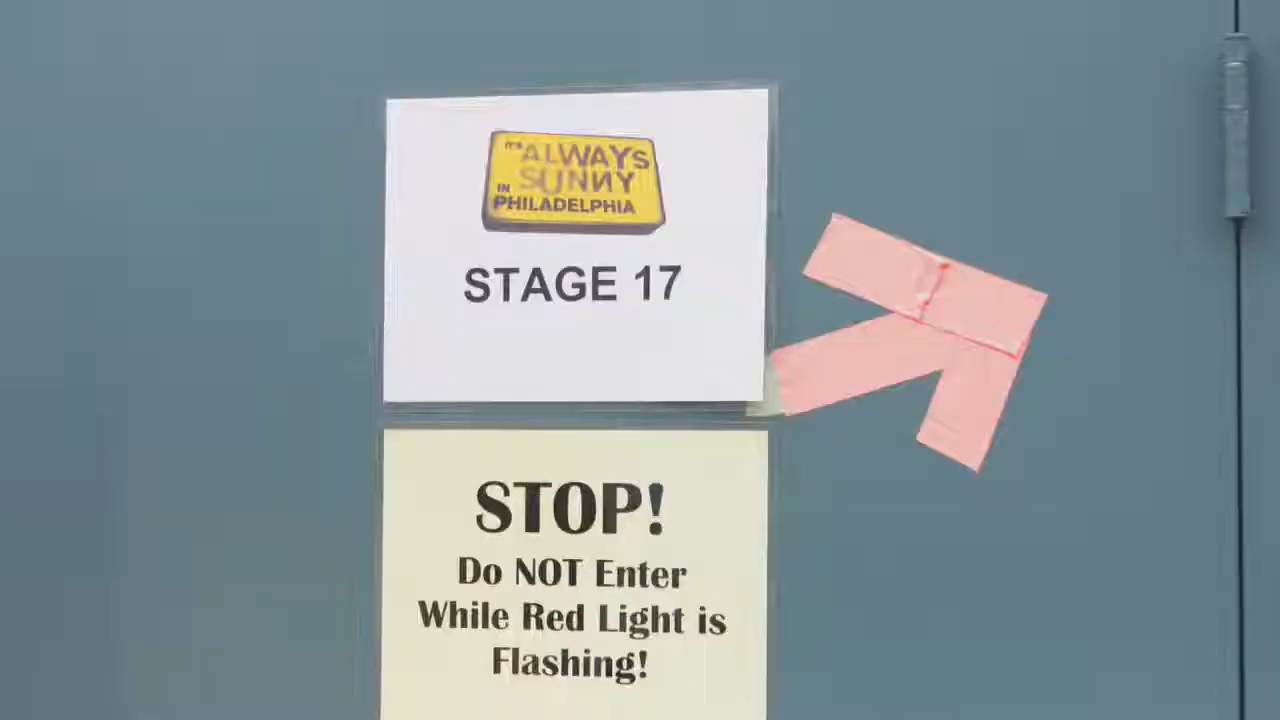 IT'S ALWAYS
SUNNY
IN PHILADELPHIA
STAGE 17
STOP!
Do NOT Enter
While Red Light is
Flashing!